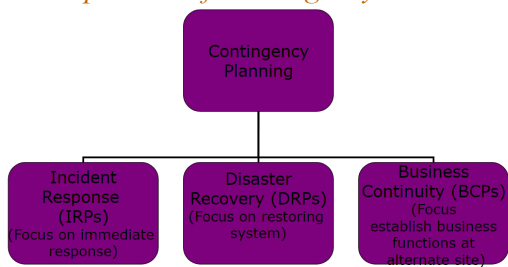 Contingency
Planning
Incident
Response
(IRPs)
(Focus on immediate
response)
Disaster
Recovery (DRPs)
(Focus on restoring
system)
Business
Continuity (BCPs)
(Focus
establish business
functions at
alternate site)